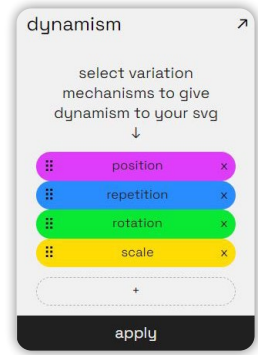 dynamism ↗
select variation
mechanisms to give
dynamism to your svg
↓
position x
repetition x
rotation x
scale x
+
apply